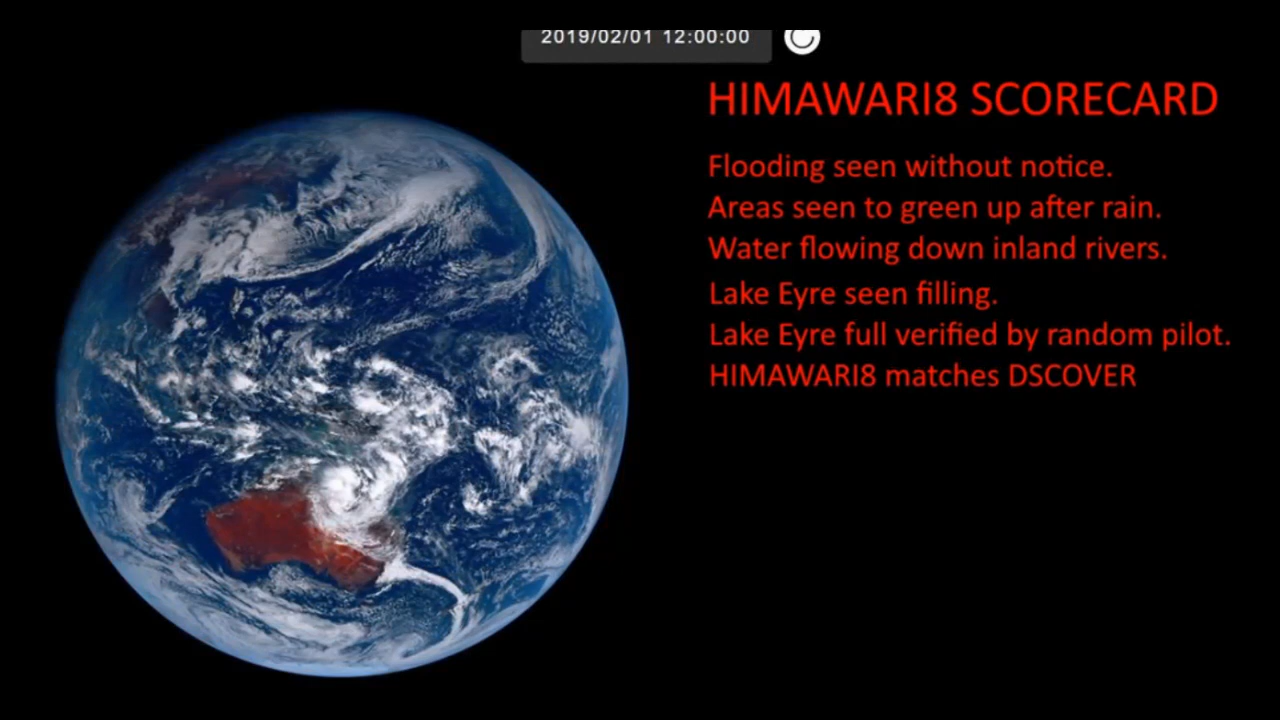 2019/02/01 12:00:00
HIMAWARI8 SCORECARD
Flooding seen without notice.
Areas seen to green up after rain.
Water flowing down inland rivers.
Lake Eyre seen filling.
Lake Eyre full verified by random pilot.
HIMAWARI8 matches DSCOVER